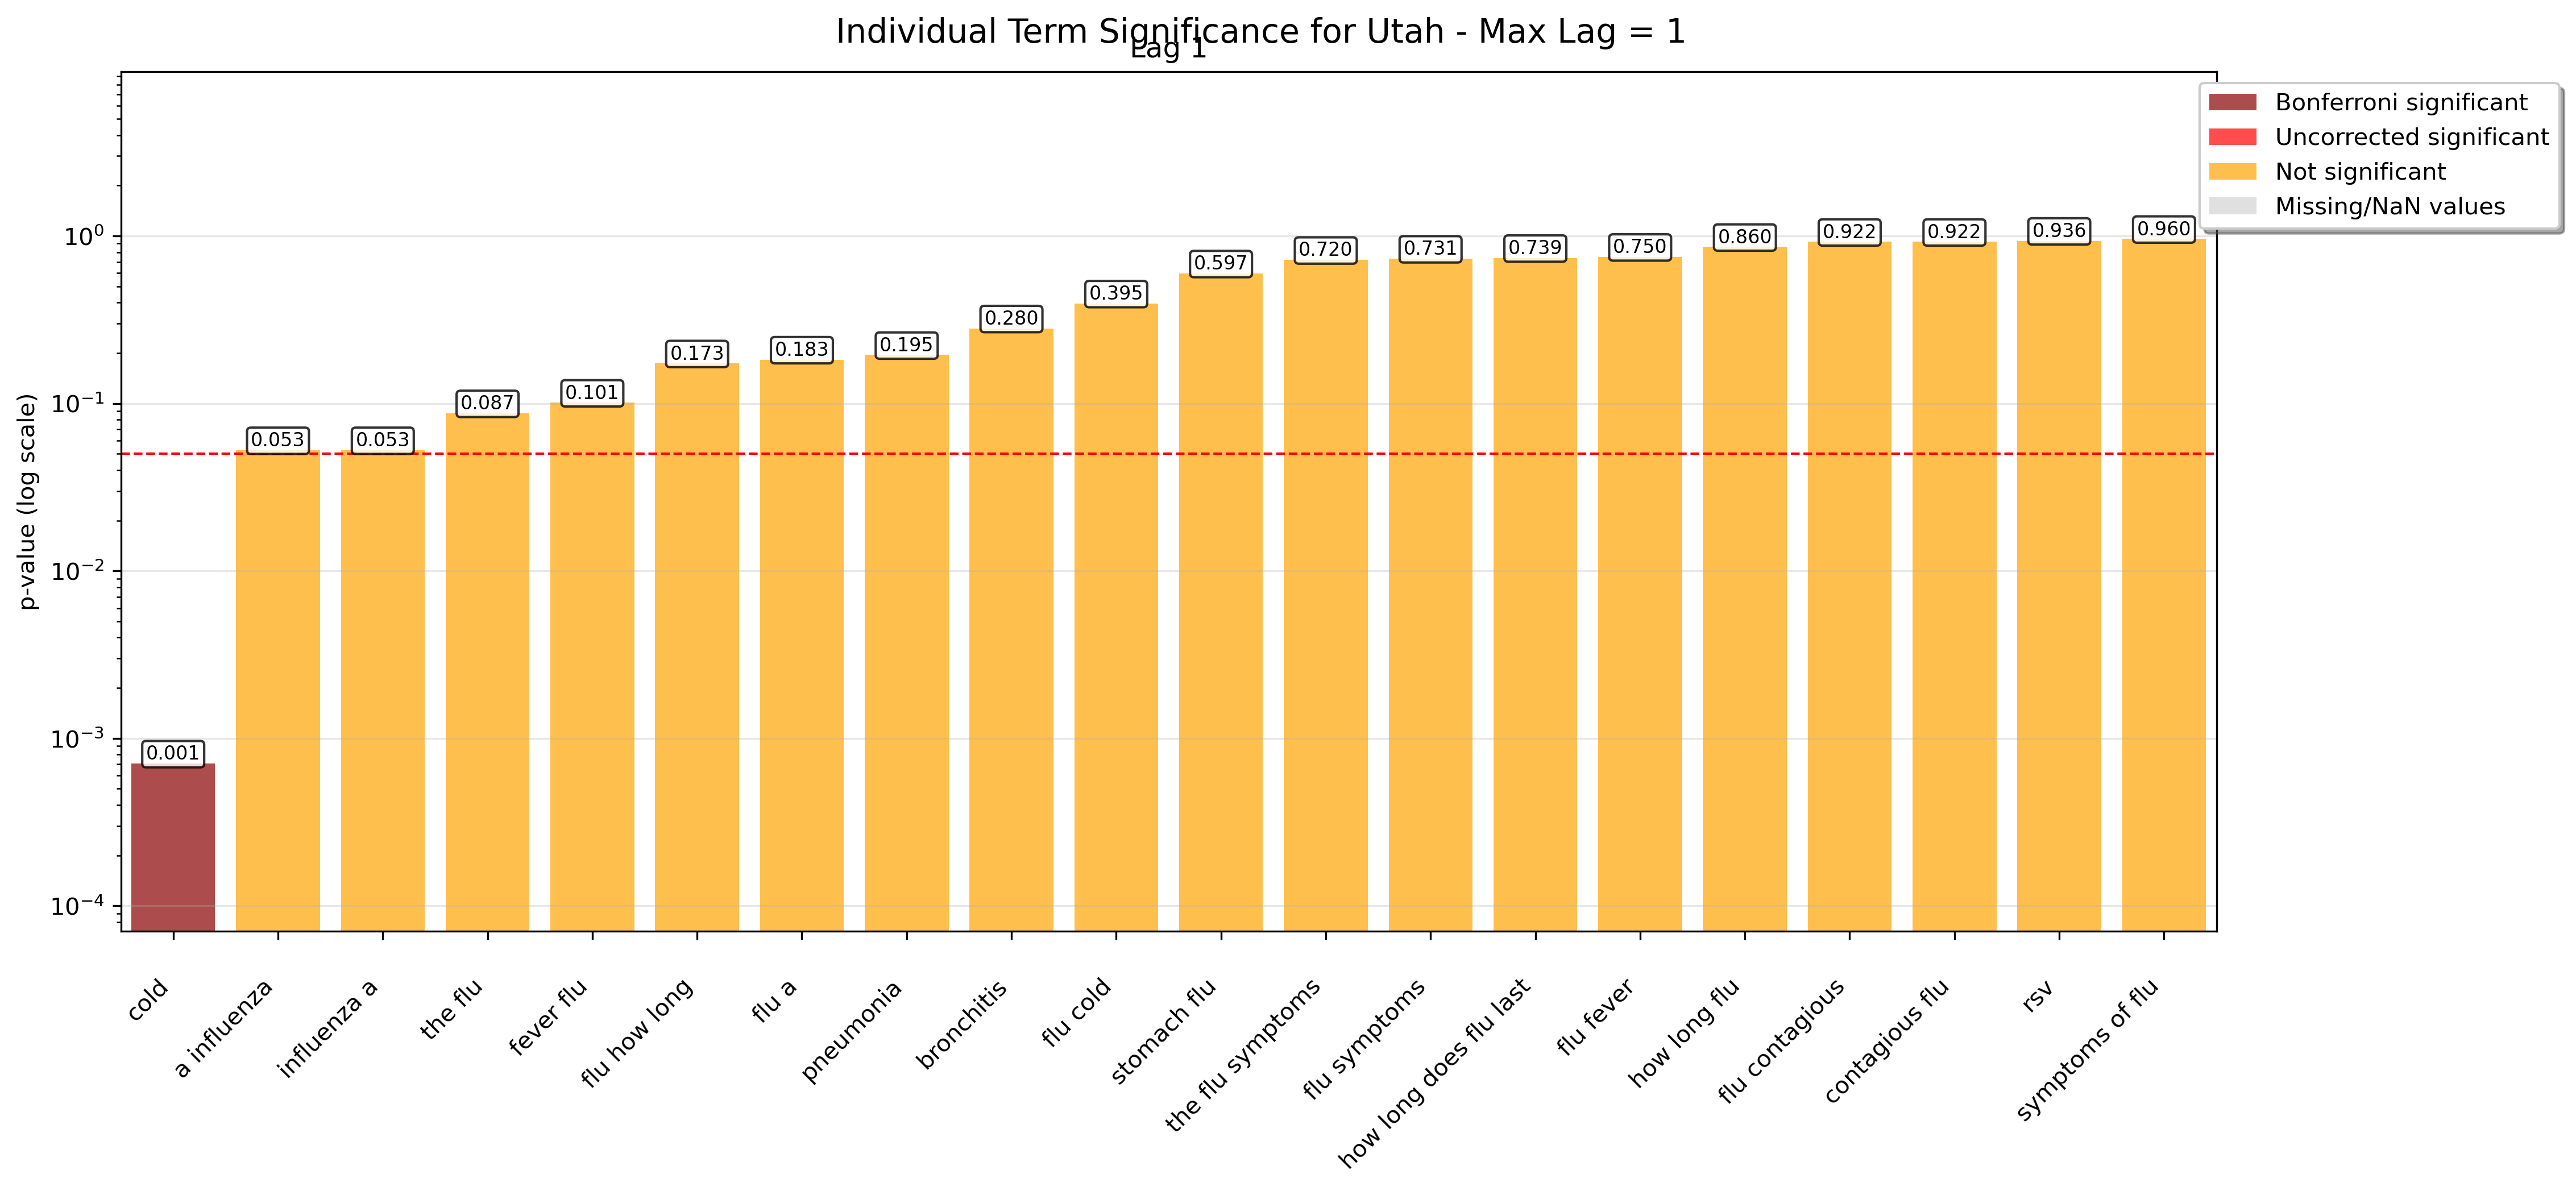 Individual Term Significance for Utah - Max Lag = 1
Lag 1
Bonferroni significant
Uncorrected significant
Not significant
Missing/NaN values
p-value (log scale)
10⁰
10⁻¹
10⁻²
10⁻³
10⁻⁴
0.001
0.053
0.053
0.087
0.101
0.173
0.183
0.195
0.280
0.395
0.597
0.720
0.731
0.739
0.750
0.860
0.922
0.922
0.936
0.960
cold
a influenza
influenza a
the flu
fever flu
flu how long
flu a
pneumonia
bronchitis
flu cold
stomach flu
the flu symptoms
flu symptoms
how long does flu last
flu fever
how long flu
flu contagious
contagious flu
rsv
symptoms of flu